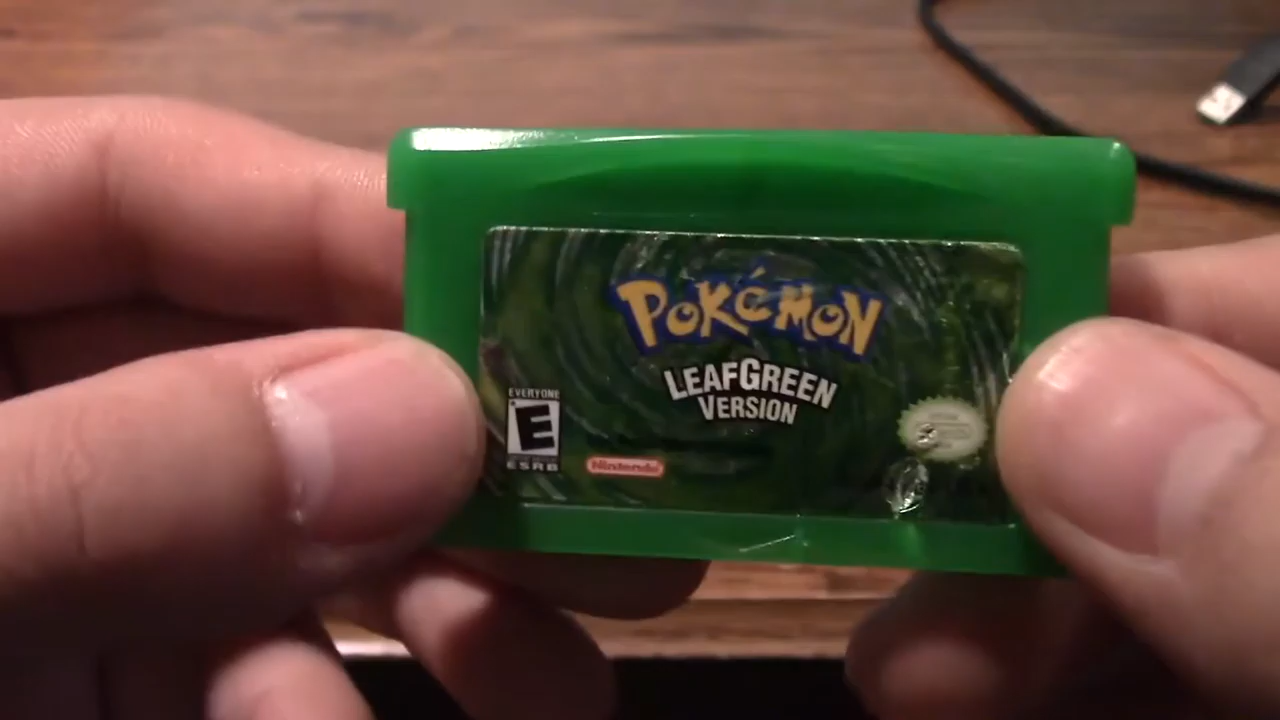 POKéMON
LEAFGREEN
VERSION
EVERYONE
E
ESRB
Nintendo